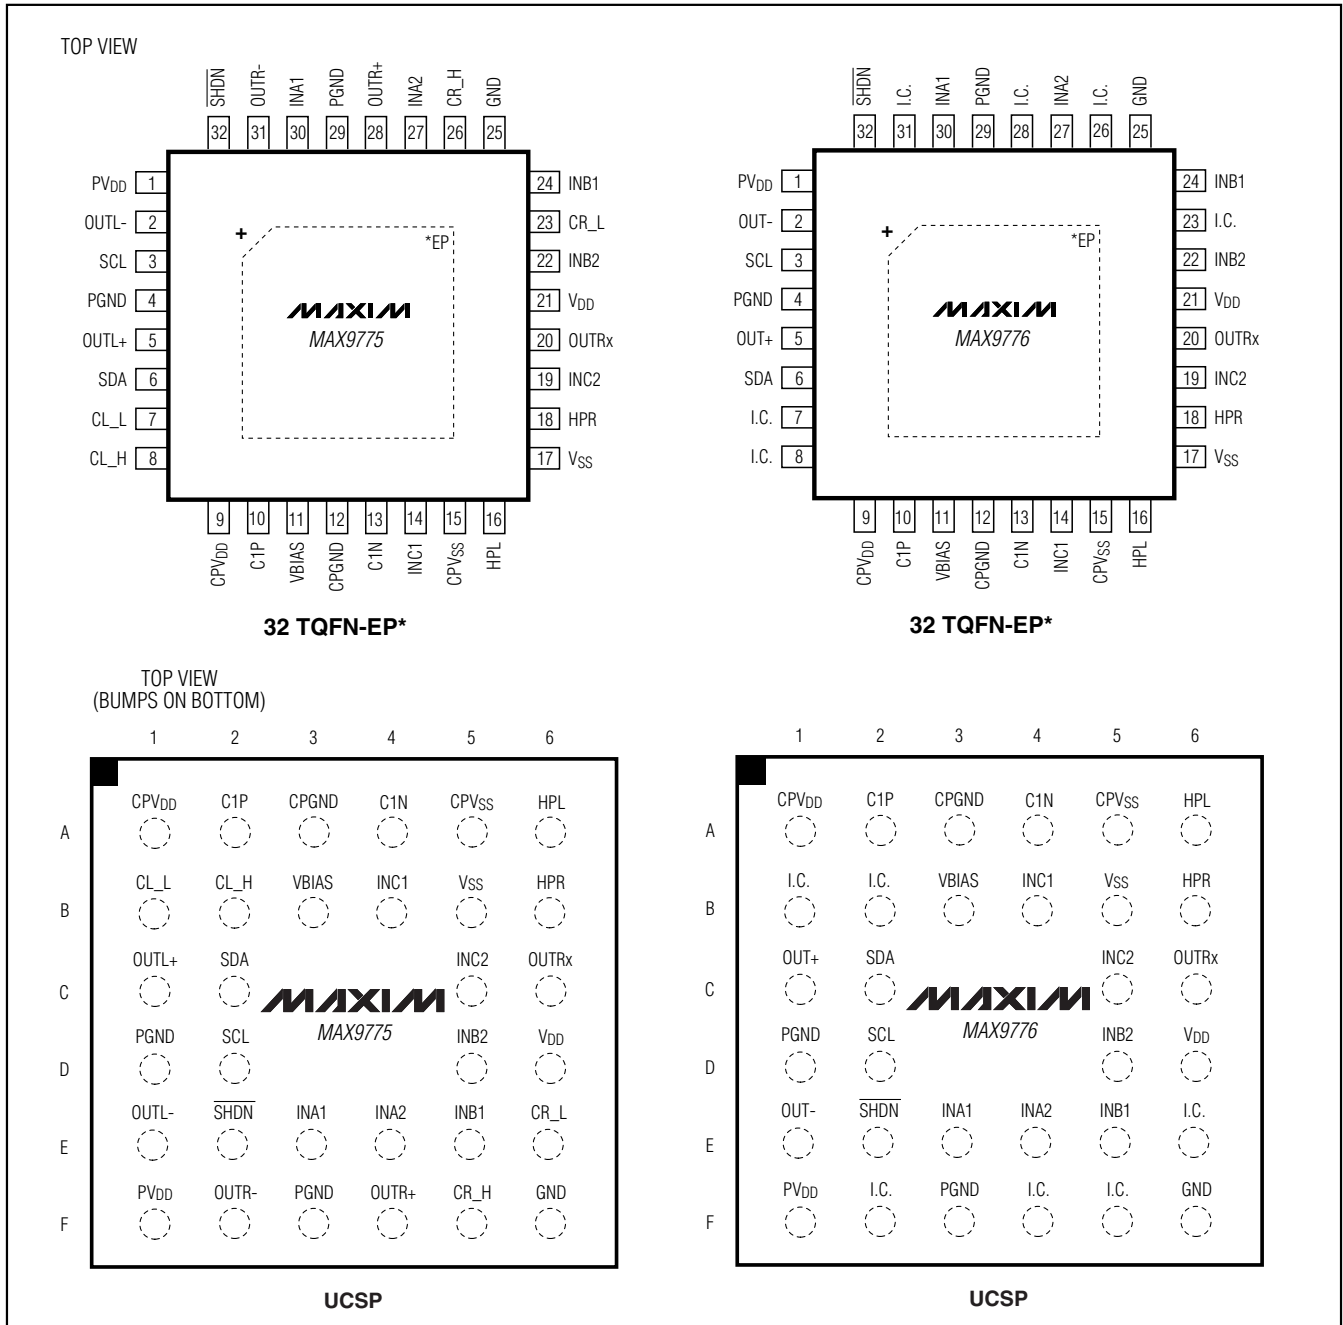 TOP VIEW
SHDN OUTR- INA1 PGND OUTR+ INA2 CR_H GND
32 31 30 29 28 27 26 25
PVDD 1
OUTL- 2
SCL 3
PGND 4
OUTL+ 5
SDA 6
CL_L 7
CL_H 8
+
*EP
MAXIM
MAX9775
24 INB1
23 CR_L
22 INB2
21 VDD
20 OUTRx
19 INC2
18 HPR
17 VSS
9 10 11 12 13 14 15 16
CPVDD C1P VBIAS CPGND C1N INC1 CPVSS HPL
32 TQFN-EP*
SHDN I.C. INA1 PGND I.C. INA2 I.C. GND
32 31 30 29 28 27 26 25
PVDD 1
OUT- 2
SCL 3
PGND 4
OUT+ 5
SDA 6
I.C. 7
I.C. 8
+
*EP
MAXIM
MAX9776
24 INB1
23 I.C.
22 INB2
21 VDD
20 OUTRx
19 INC2
18 HPR
17 VSS
9 10 11 12 13 14 15 16
CPVDD C1P VBIAS CPGND C1N INC1 CPVSS HPL
32 TQFN-EP*
TOP VIEW
(BUMPS ON BOTTOM)
1 2 3 4 5 6
CPVDD C1P CPGND C1N CPVSS HPL
A
CL_L CL_H VBIAS INC1 VSS HPR
B
OUTL+ SDA INC2 OUTRx
C
MAXIM
MAX9775
PGND SCL INB2 VDD
D
OUTL- SHDN INA1 INA2 INB1 CR_L
E
PVDD OUTR- PGND OUTR+ CR_H GND
F
UCSP
1 2 3 4 5 6
CPVDD C1P CPGND C1N CPVSS HPL
A
I.C. I.C. VBIAS INC1 VSS HPR
B
OUT+ SDA INC2 OUTRx
C
MAXIM
MAX9776
PGND SCL INB2 VDD
D
OUT- SHDN INA1 INA2 INB1 I.C.
E
PVDD I.C. PGND I.C. I.C. GND
F
UCSP